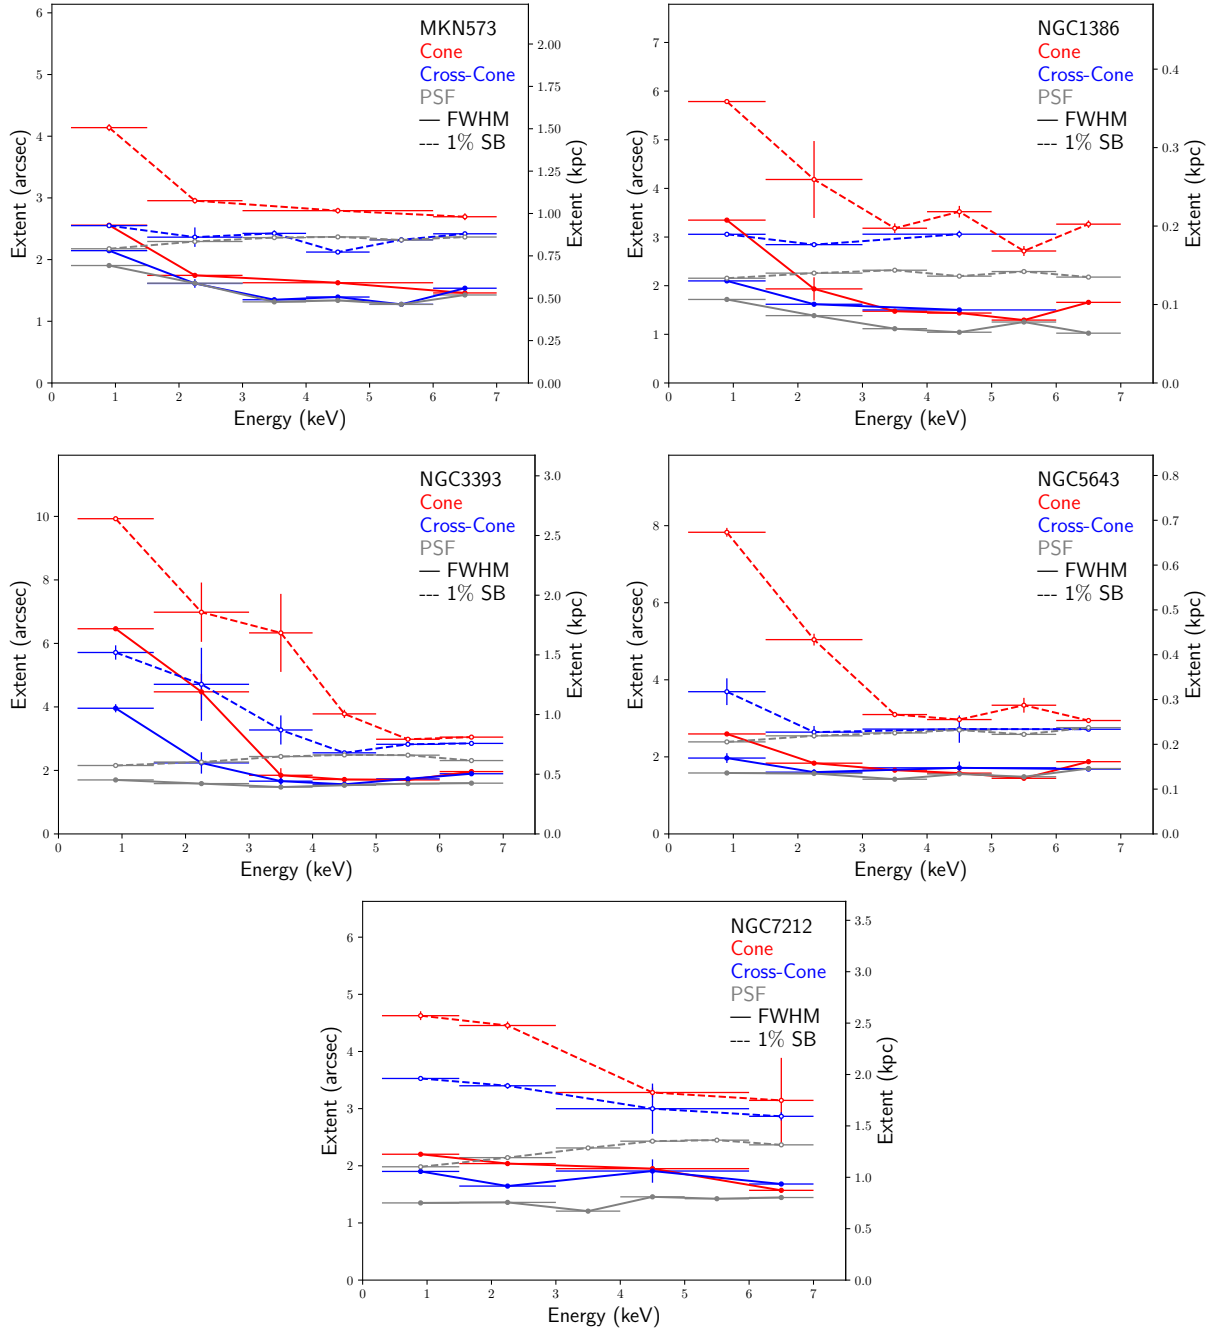 MKN573
Cone
Cross-Cone
PSF
FWHM
1% SB
Extent (arcsec)
Extent (kpc)
Energy (keV)
0 1 2 3 4 5 6
0 1 2 3 4 5 6 7
0.00 0.25 0.50 0.75 1.00 1.25 1.50 1.75 2.00
NGC1386
Cone
Cross-Cone
PSF
FWHM
1% SB
Extent (arcsec)
Extent (kpc)
Energy (keV)
0 1 2 3 4 5 6 7
0 1 2 3 4 5 6 7
0.0 0.1 0.2 0.3 0.4
NGC3393
Cone
Cross-Cone
PSF
FWHM
1% SB
Extent (arcsec)
Extent (kpc)
Energy (keV)
0 2 4 6 8 10
0 1 2 3 4 5 6 7
0.0 0.5 1.0 1.5 2.0 2.5 3.0
NGC5643
Cone
Cross-Cone
PSF
FWHM
1% SB
Extent (arcsec)
Extent (kpc)
Energy (keV)
0 2 4 6 8
0 1 2 3 4 5 6 7
0.0 0.1 0.2 0.3 0.4 0.5 0.6 0.7 0.8
NGC7212
Cone
Cross-Cone
PSF
FWHM
1% SB
Extent (arcsec)
Extent (kpc)
Energy (keV)
0 1 2 3 4 5 6
0 1 2 3 4 5 6 7
0.0 0.5 1.0 1.5 2.0 2.5 3.0 3.5